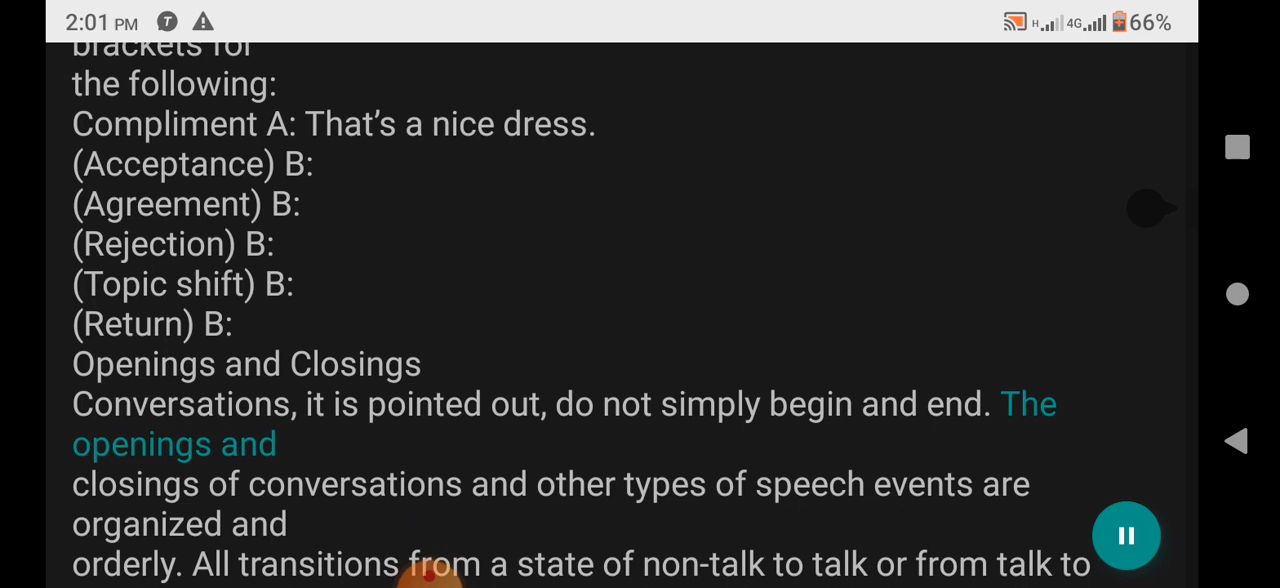 2:01 PM
H 4G 66%
brackets for
the following:
Compliment A: That’s a nice dress.
(Acceptance) B:
(Agreement) B:
(Rejection) B:
(Topic shift) B:
(Return) B:
Openings and Closings
Conversations, it is pointed out, do not simply begin and end. The
openings and
closings of conversations and other types of speech events are
organized and
orderly. All transitions from a state of non-talk to talk or from talk to